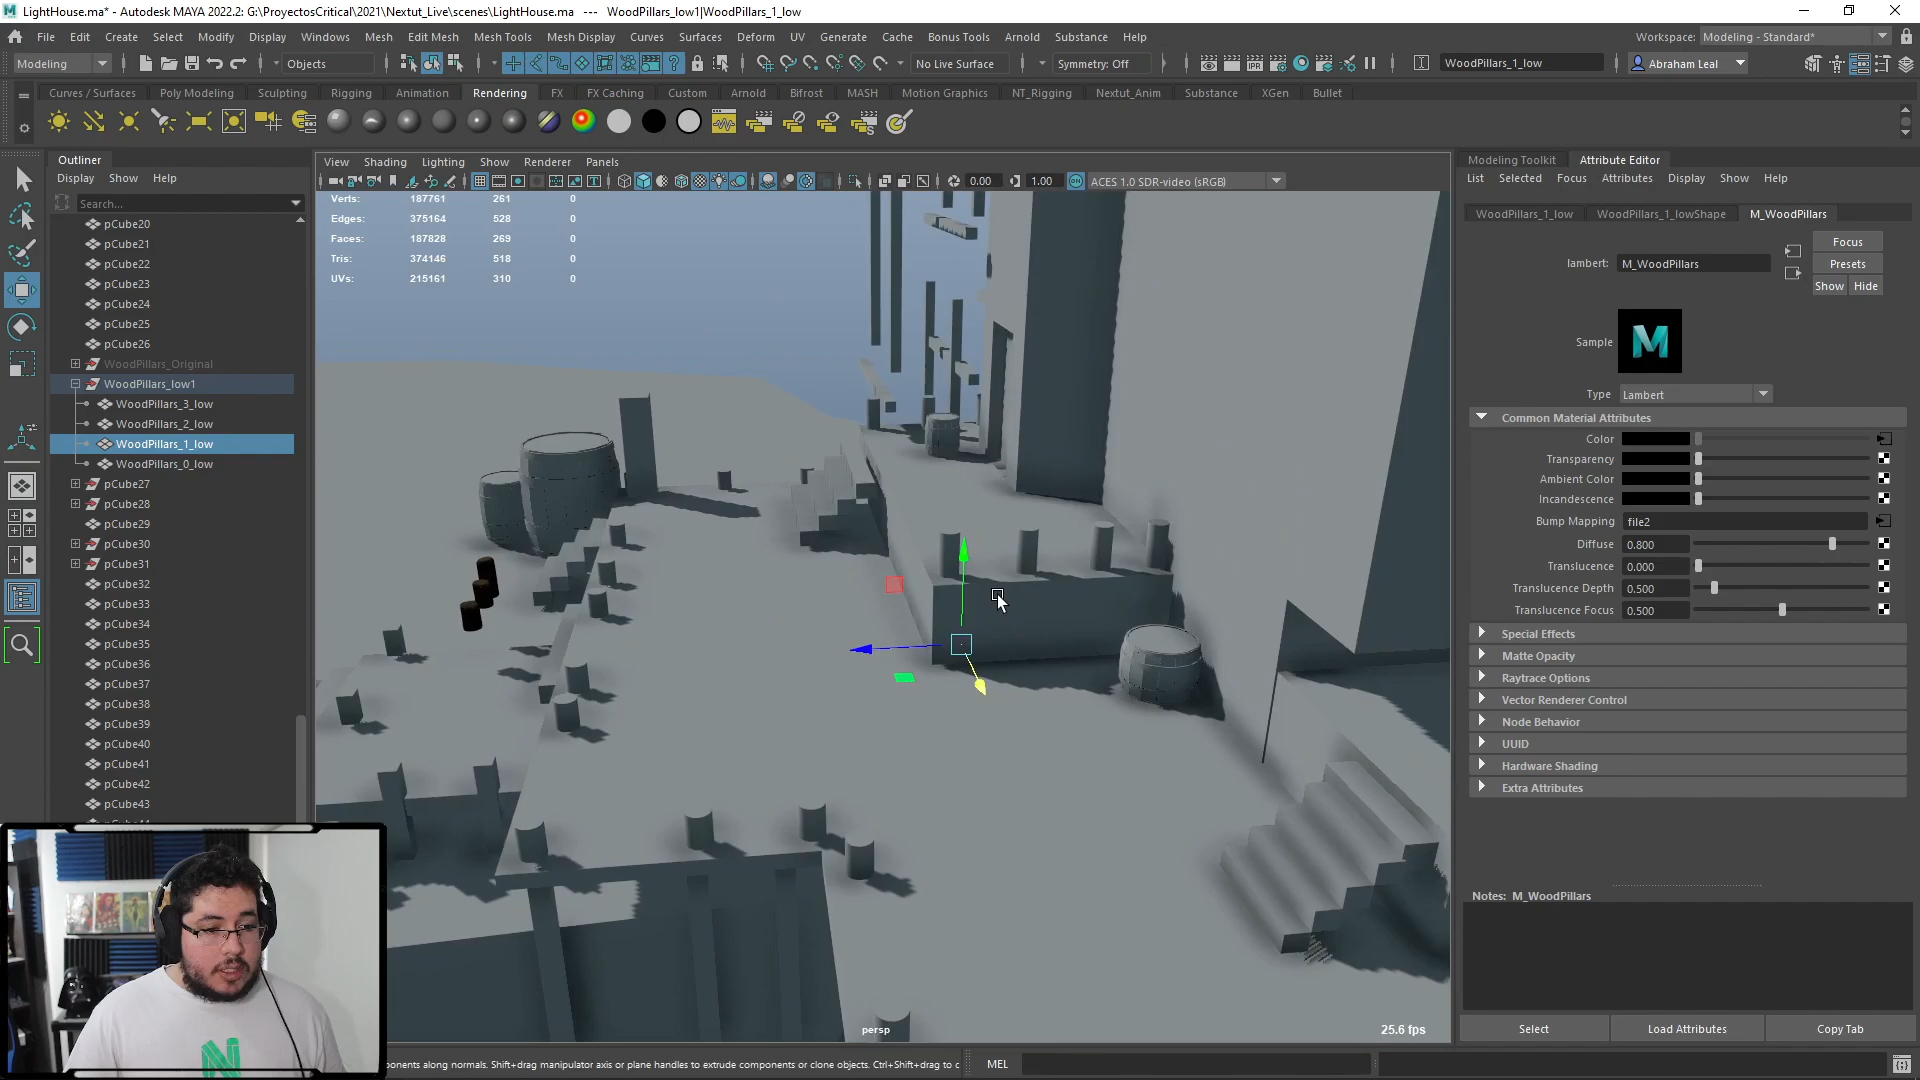 LightHouse.ma* - Autodesk MAYA 2022.2: G:\ProyectosCritical\2021\Nextut_Live\scenes\LightHouse.ma   ---   WoodPillars_low1|WoodPillars_1_low
File Edit Create Select Modify Display Windows Mesh Edit Mesh Mesh Tools Mesh Display Curves Surfaces Deform UV Generate Cache Bonus Tools Arnold Substance Help Workspace: Modeling - Standard*
Modeling Objects No Live Surface Symmetry: Off WoodPillars_1_low Abraham Leal
Curves / Surfaces Poly Modeling Sculpting Rigging Animation Rendering FX FX Caching Custom Arnold Bifrost MASH Motion Graphics NT_Rigging Nextut_Anim Substance XGen Bullet
Outliner
Display Show Help
Search...
pCube20
pCube21
pCube22
pCube23
pCube24
pCube25
pCube26
WoodPillars_Original
WoodPillars_low1
WoodPillars_3_low
WoodPillars_2_low
WoodPillars_1_low
WoodPillars_0_low
pCube27
pCube28
pCube29
pCube30
pCube31
pCube32
pCube33
pCube34
pCube35
pCube36
pCube37
pCube38
pCube39
pCube40
pCube41
pCube42
pCube43
View Shading Lighting Show Renderer Panels
0.00 1.00 ACES 1.0 SDR-video (sRGB)
Verts: 187761 261 0
Edges: 375164 528 0
Faces: 187828 269 0
Tris: 374146 518 0
UVs: 215161 310 0
persp
25.6 fps
Modeling Toolkit Attribute Editor
List Selected Focus Attributes Display Show Help
WoodPillars_1_low WoodPillars_1_lowShape M_WoodPillars
Focus
lambert: M_WoodPillars
Presets
Show Hide
Sample
Type Lambert
Common Material Attributes
Color
Transparency
Ambient Color
Incandescence
Bump Mapping file2
Diffuse 0.800
Translucence 0.000
Translucence Depth 0.500
Translucence Focus 0.500
Special Effects
Matte Opacity
Raytrace Options
Vector Renderer Control
Node Behavior
UUID
Hardware Shading
Extra Attributes
Notes: M_WoodPillars
Select Load Attributes Copy Tab
ponents along normals. Shift+drag manipulator axis or plane handles to extrude components or clone objects. Ctrl+Shift+drag to c
MEL